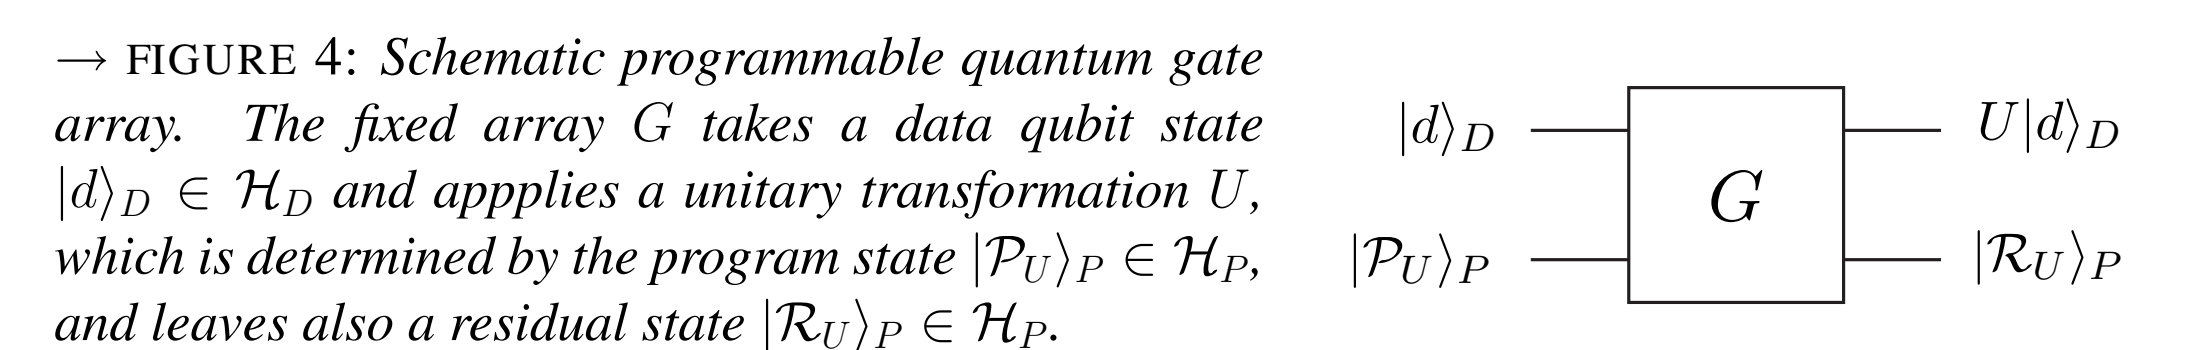 → FIGURE 4: Schematic programmable quantum gate
array. The fixed array G takes a data qubit state
|d⟩_D ∈ ℋ_D and appplies a unitary transformation U,
which is determined by the program state |𝒫_U⟩_P ∈ ℋ_P,
and leaves also a residual state |ℛ_U⟩_P ∈ ℋ_P.
|d⟩_D
U|d⟩_D
G
|𝒫_U⟩_P
|ℛ_U⟩_P